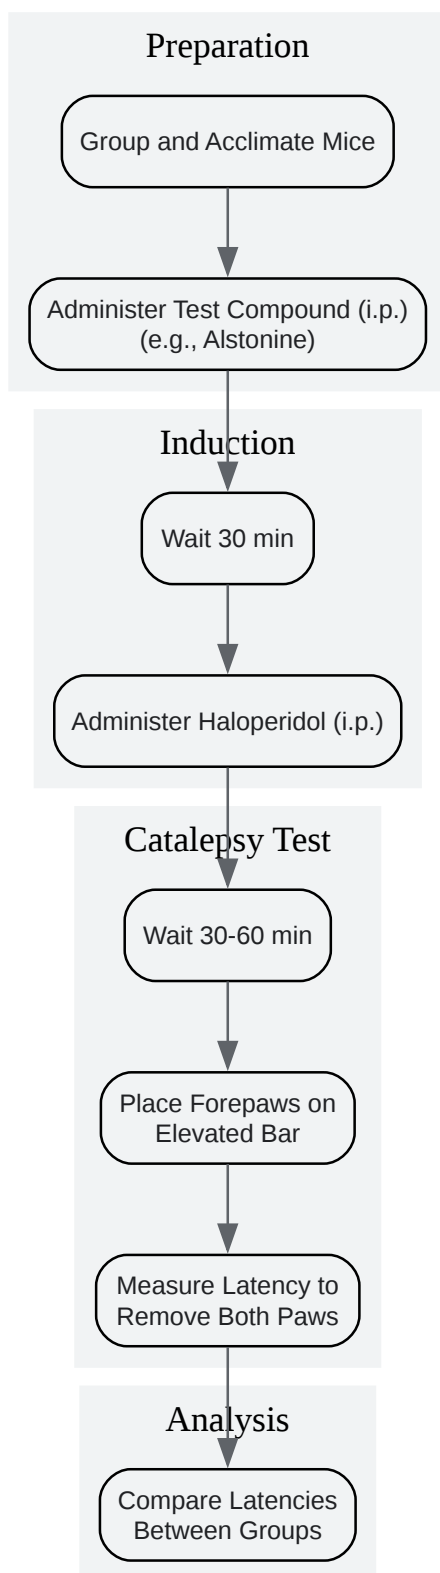 Preparation
Group and Acclimate Mice
Administer Test Compound (i.p.)
(e.g., Alstonine)
Induction
Wait 30 min
Administer Haloperidol (i.p.)
Catalepsy Test
Wait 30-60 min
Place Forepaws on
Elevated Bar
Measure Latency to
Remove Both Paws
Analysis
Compare Latencies
Between Groups